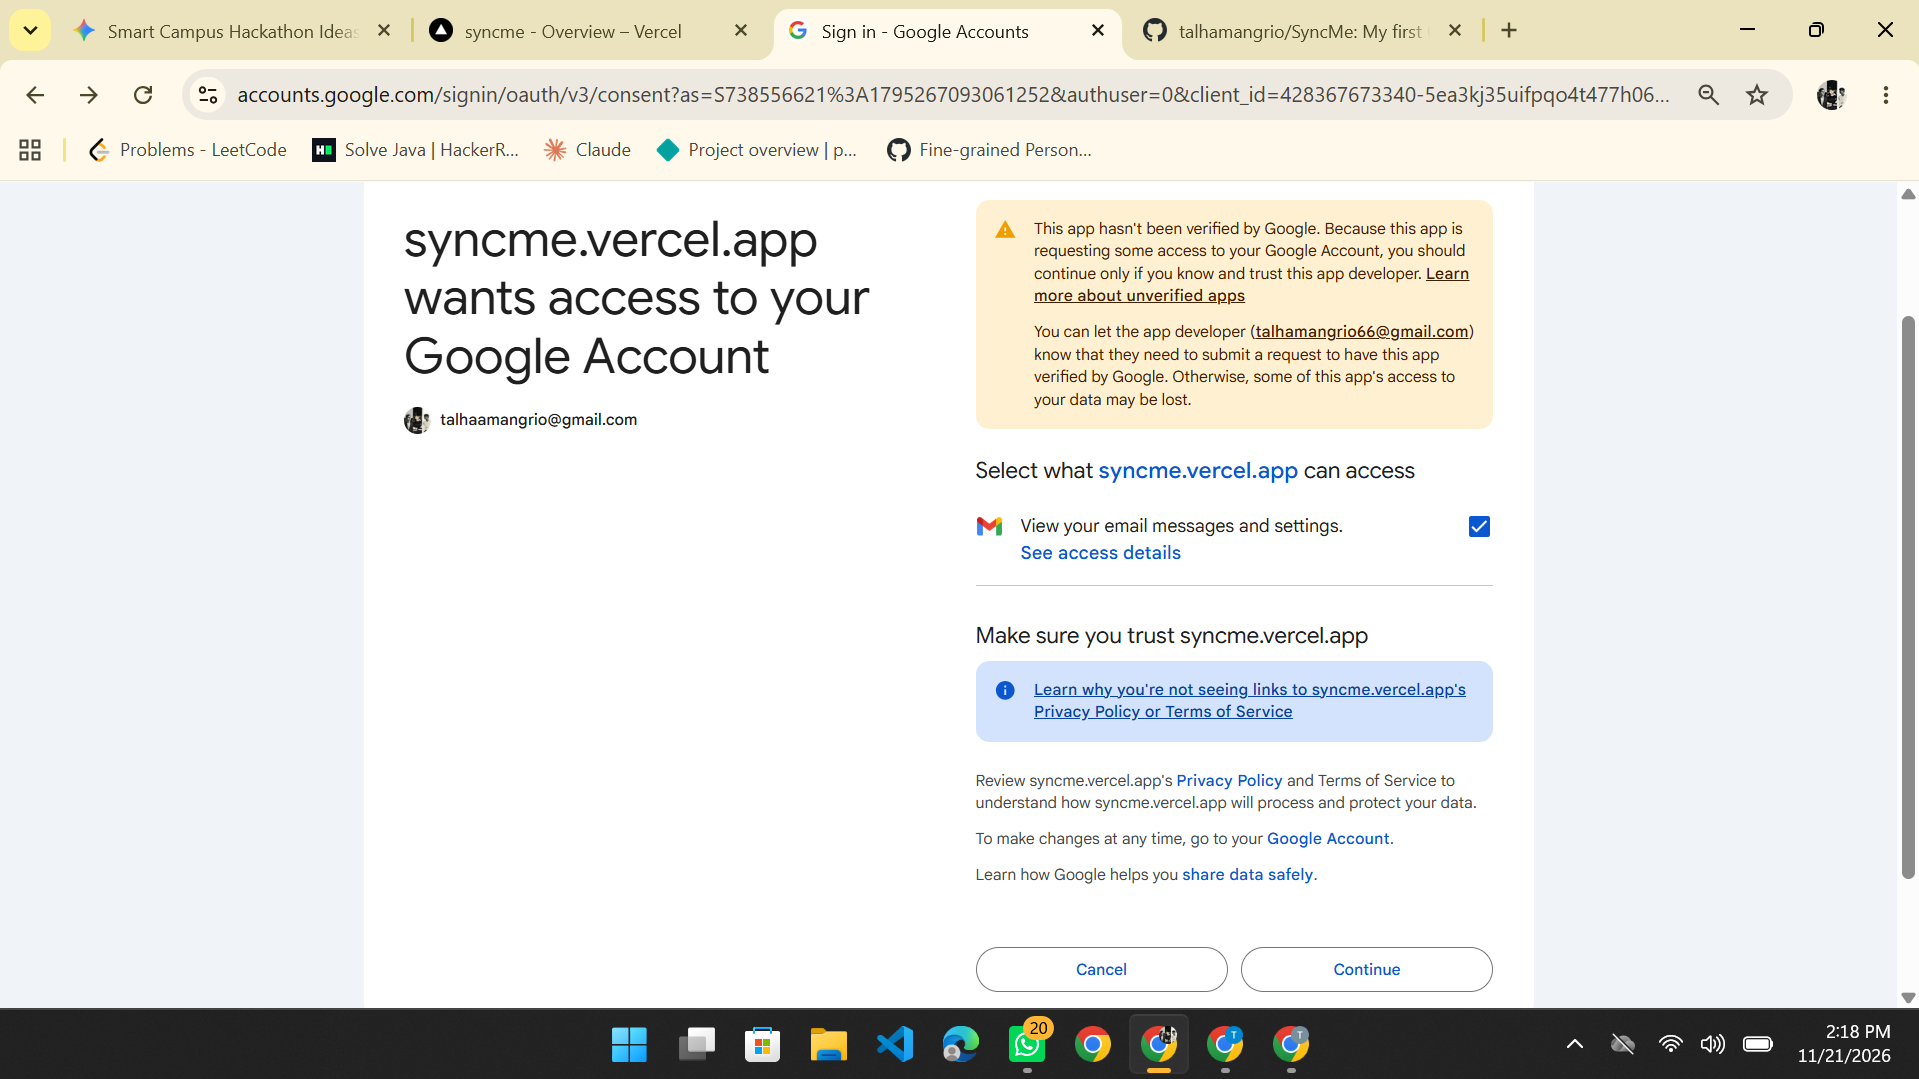 Smart Campus Hackathon Ideas
syncme - Overview – Vercel
Sign in - Google Accounts
talhamangrio/SyncMe: My first
accounts.google.com/signin/oauth/v3/consent?as=S738556621%3A1795267093061252&authuser=0&client_id=428367673340-5ea3kj35uifpqo4t477h06...
Problems - LeetCode
Solve Java | HackerR...
Claude
Project overview | p...
Fine-grained Person...
syncme.vercel.app
wants access to your
Google Account
talhaamangrio@gmail.com
This app hasn't been verified by Google. Because this app is
requesting some access to your Google Account, you should
continue only if you know and trust this app developer. Learn
more about unverified apps
You can let the app developer (talhamangrio66@gmail.com)
know that they need to submit a request to have this app
verified by Google. Otherwise, some of this app's access to
your data may be lost.
Select what syncme.vercel.app can access
View your email messages and settings.
See access details
Make sure you trust syncme.vercel.app
Learn why you're not seeing links to syncme.vercel.app's
Privacy Policy or Terms of Service
Review syncme.vercel.app's Privacy Policy and Terms of Service to
understand how syncme.vercel.app will process and protect your data.
To make changes at any time, go to your Google Account.
Learn how Google helps you share data safely.
Cancel
Continue
20
T
T
2:18 PM
11/21/2026